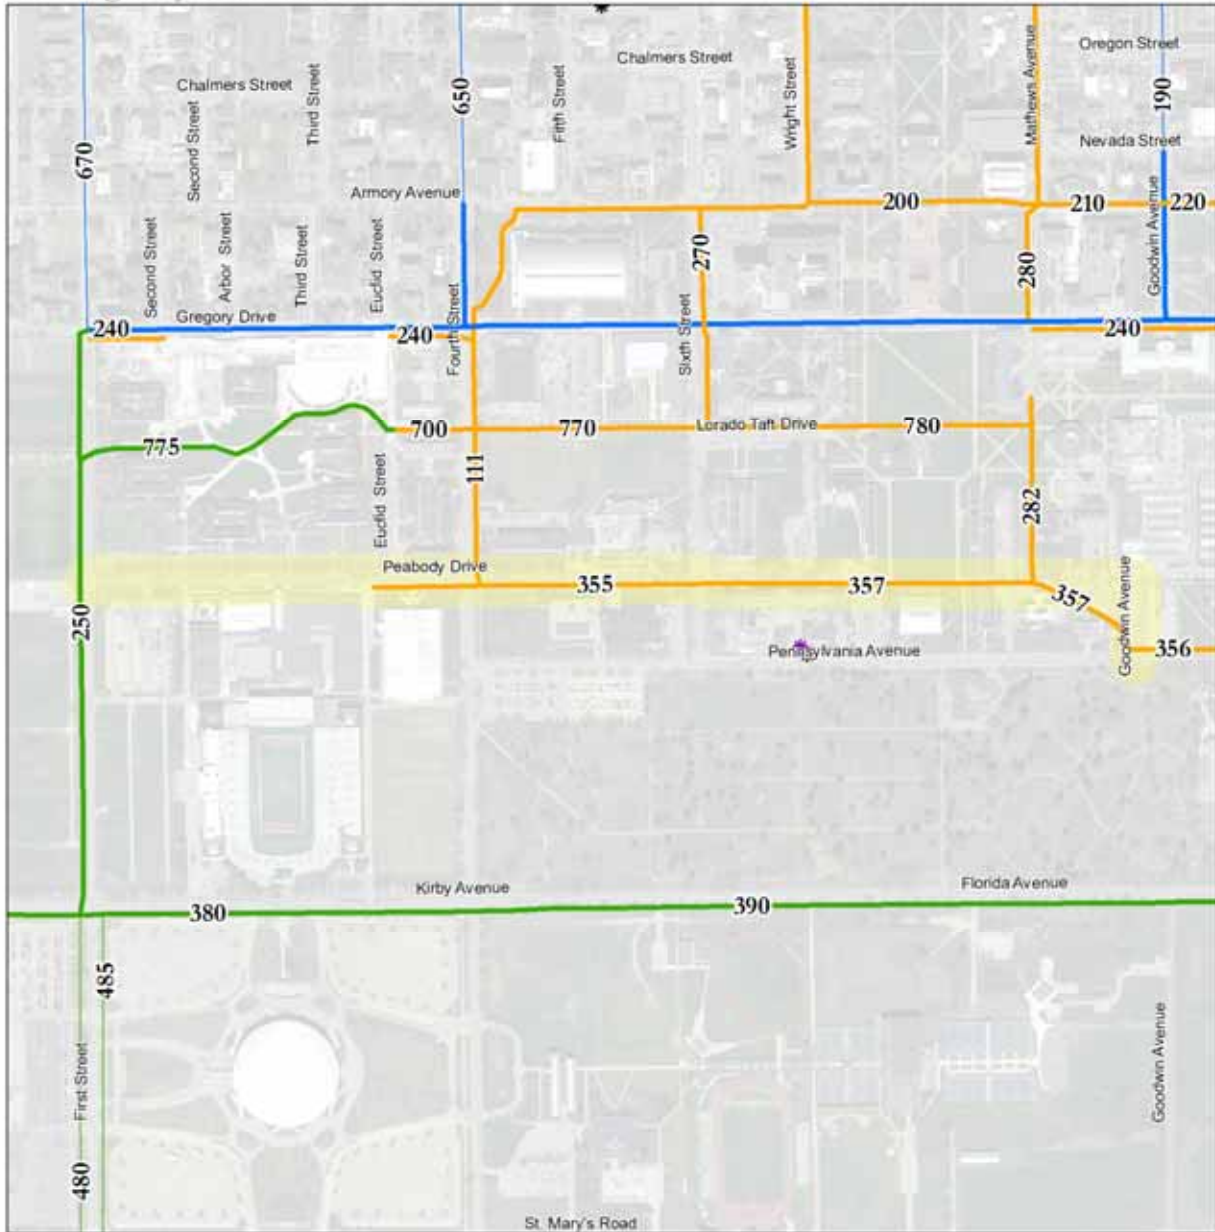 Oregon Street
Chalmers Street
Chalmers Street
Third Street
Second Street
650
Fifth Street
Wright Street
Mathews Avenue
190
Nevada Street
670
Armory Avenue
200
210
220
Second Street
Arbor Street
Third Street
Euclid Street
270
280
Goodwin Avenue
Gregory Drive
240
240
Fourth Street
Sixth Street
240
775
700
770
Lorado Taft Drive
780
111
282
Euclid Street
Peabody Drive
355
357
357
Goodwin Avenue
250
Pennsylvania Avenue
356
Kirby Avenue
Florida Avenue
380
390
485
First Street
Goodwin Avenue
480
St. Mary's Road